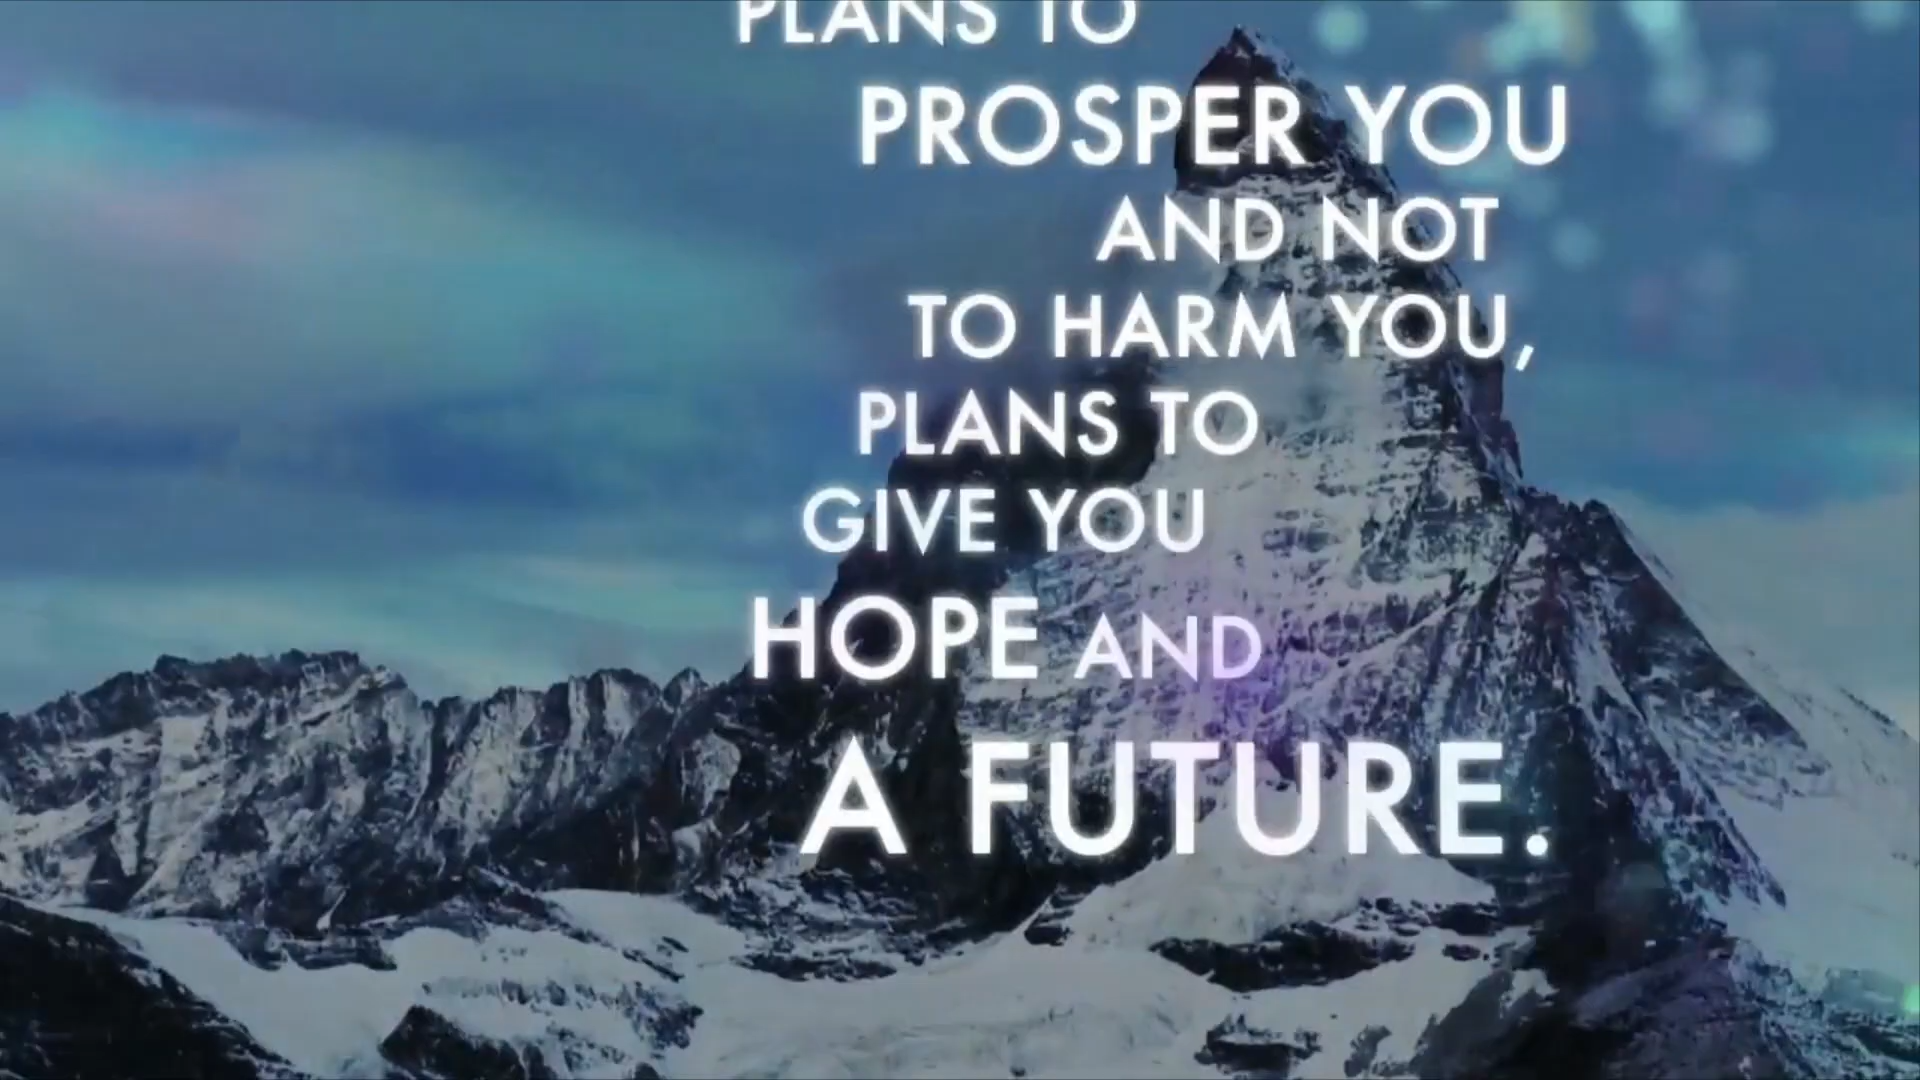 PLANS TO
PROSPER YOU
AND NOT
TO HARM YOU,
PLANS TO
GIVE YOU
HOPE AND
A FUTURE.